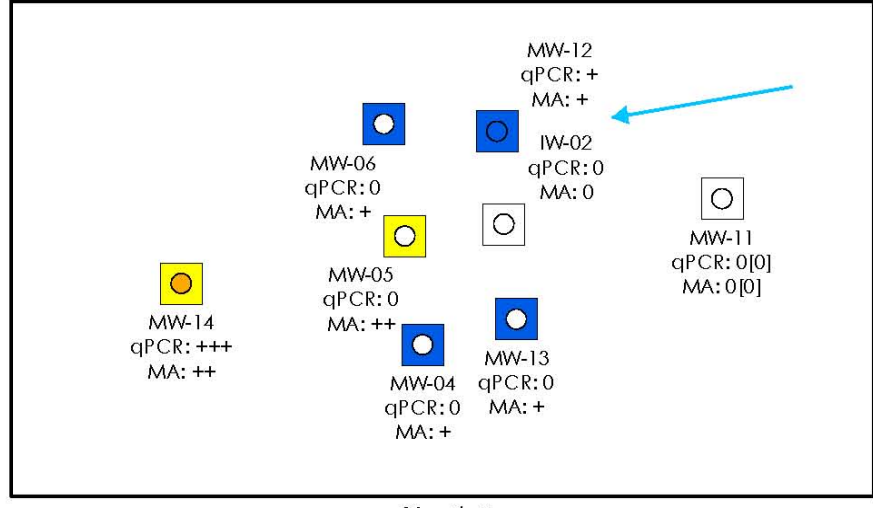 MW-12
qPCR: +
MA: +
IW-02
qPCR: 0
MA: 0
MW-06
qPCR: 0
MA: +
MW-11
qPCR: 0[0]
MA: 0[0]
MW-05
qPCR: 0
MA: ++
MW-14
qPCR: +++
MA: ++
MW-13
qPCR: 0
MA: +
MW-04
qPCR: 0
MA: +